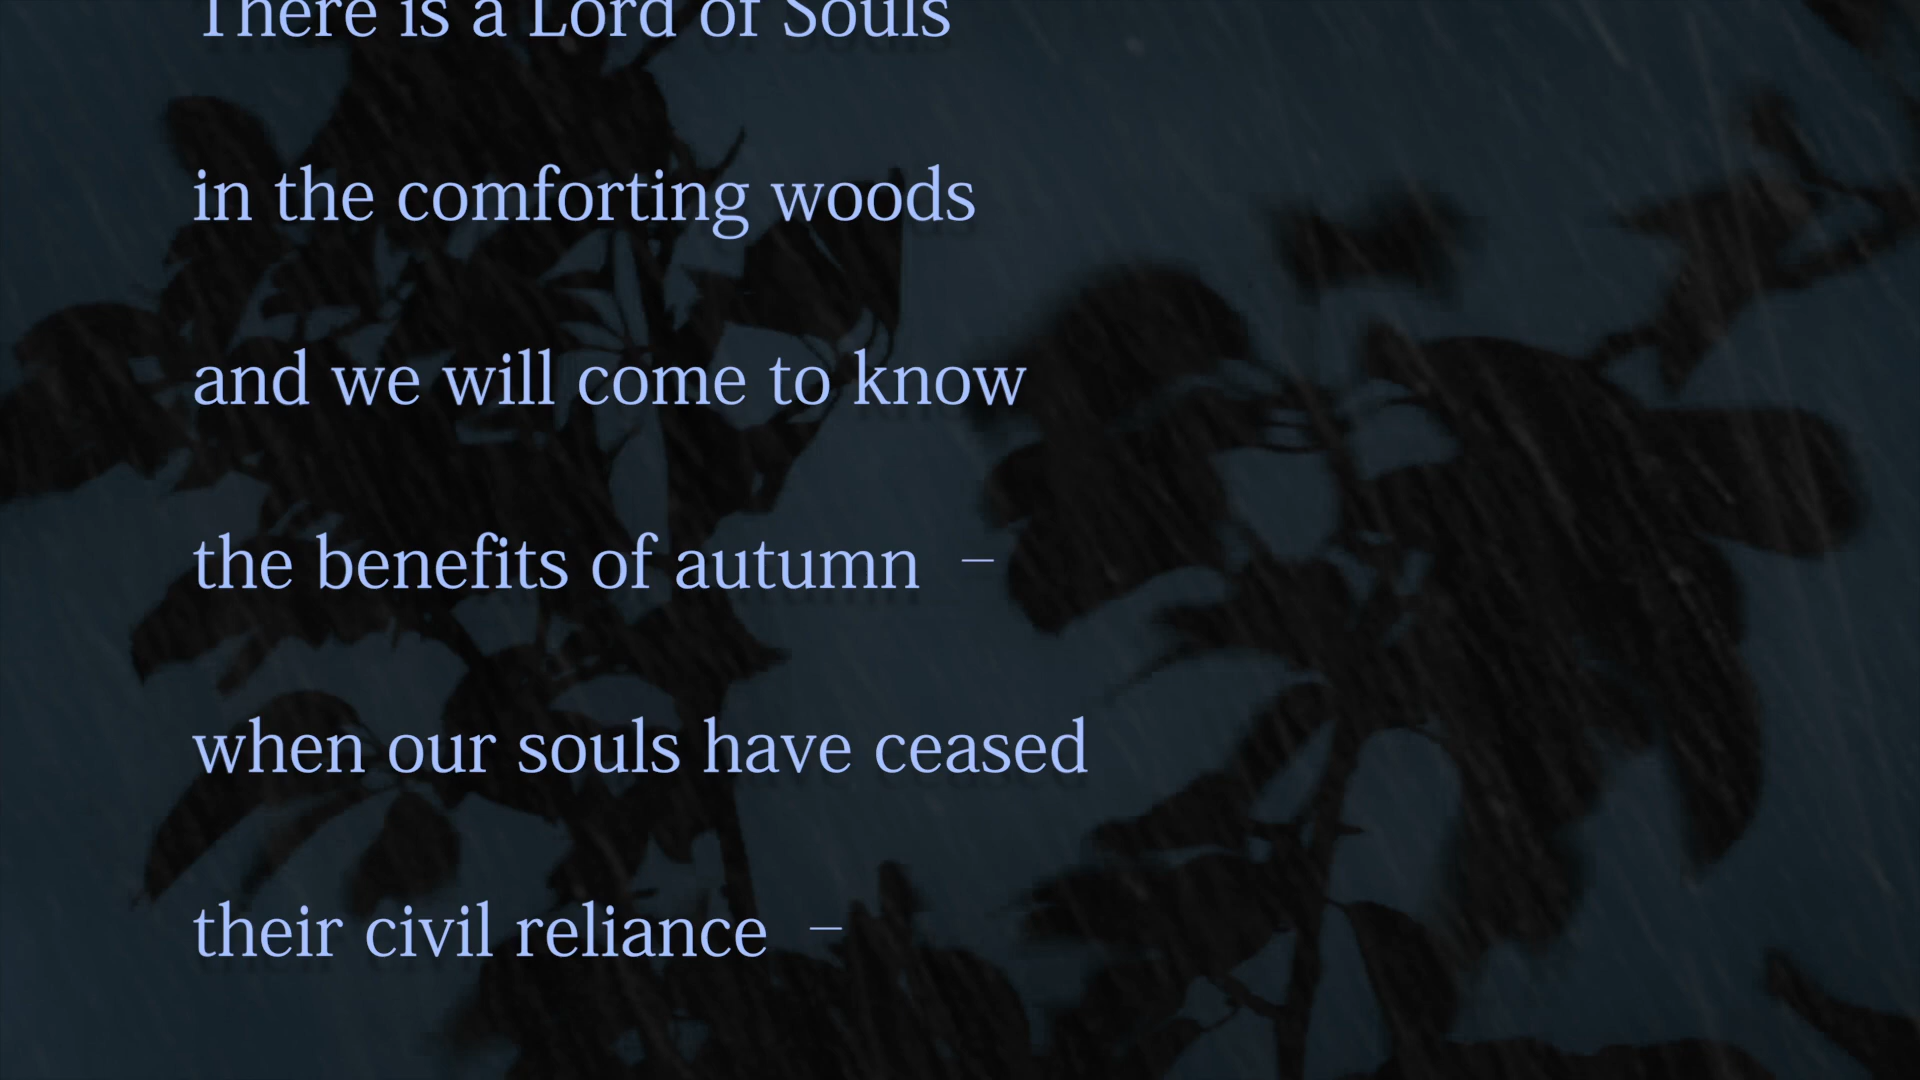 There is a Lord of Souls
in the comforting woods
and we will come to know
the benefits of autumn –
when our souls have ceased
their civil reliance –